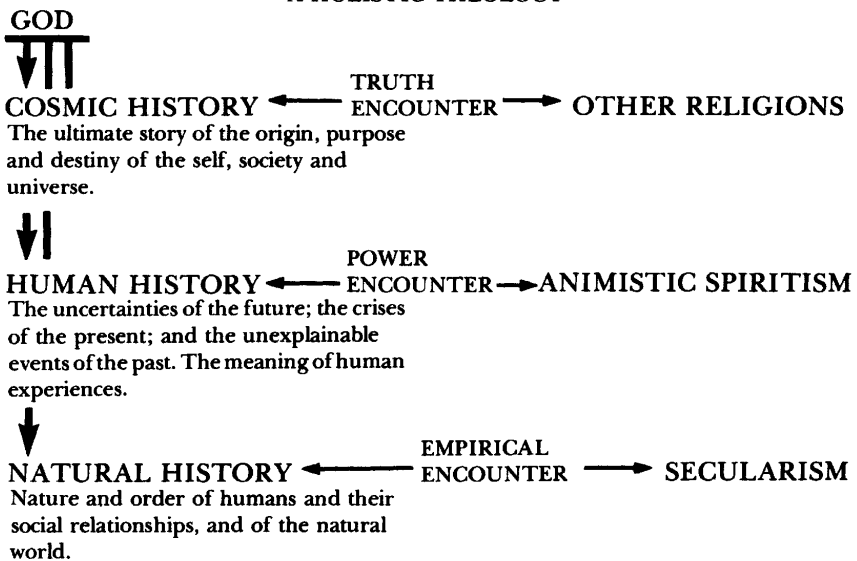 GOD
TRUTH
COSMIC HISTORY ENCOUNTER OTHER RELIGIONS
The ultimate story of the origin, purpose
and destiny of the self, society and
universe.
POWER
HUMAN HISTORY ENCOUNTER ANIMISTIC SPIRITISM
The uncertainties of the future; the crises
of the present; and the unexplainable
events of the past. The meaning of human
experiences.
EMPIRICAL
NATURAL HISTORY ENCOUNTER SECULARISM
Nature and order of humans and their
social relationships, and of the natural
world.